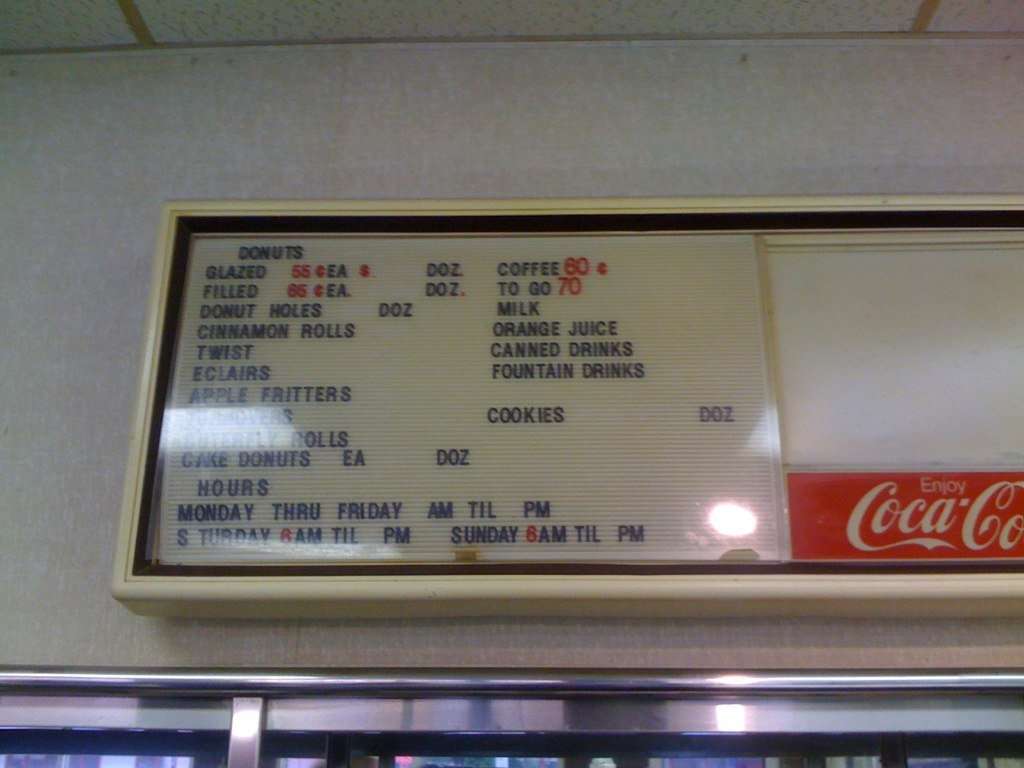 DONUTS
GLAZED 55 ¢ EA $. DOZ.
FILLED 65 ¢ EA. DOZ.
DONUT HOLES DOZ
CINNAMON ROLLS
TWIST
ECLAIRS
APPLE FRITTERS
ROLLS
CAKE DONUTS EA DOZ
HOURS
MONDAY THRU FRIDAY AM TIL PM
S TURDAY 6AM TIL PM SUNDAY 6AM TIL PM
COFFEE 60 ¢
TO GO 70
MILK
ORANGE JUICE
CANNED DRINKS
FOUNTAIN DRINKS
COOKIES DOZ
Enjoy
Coca-Co